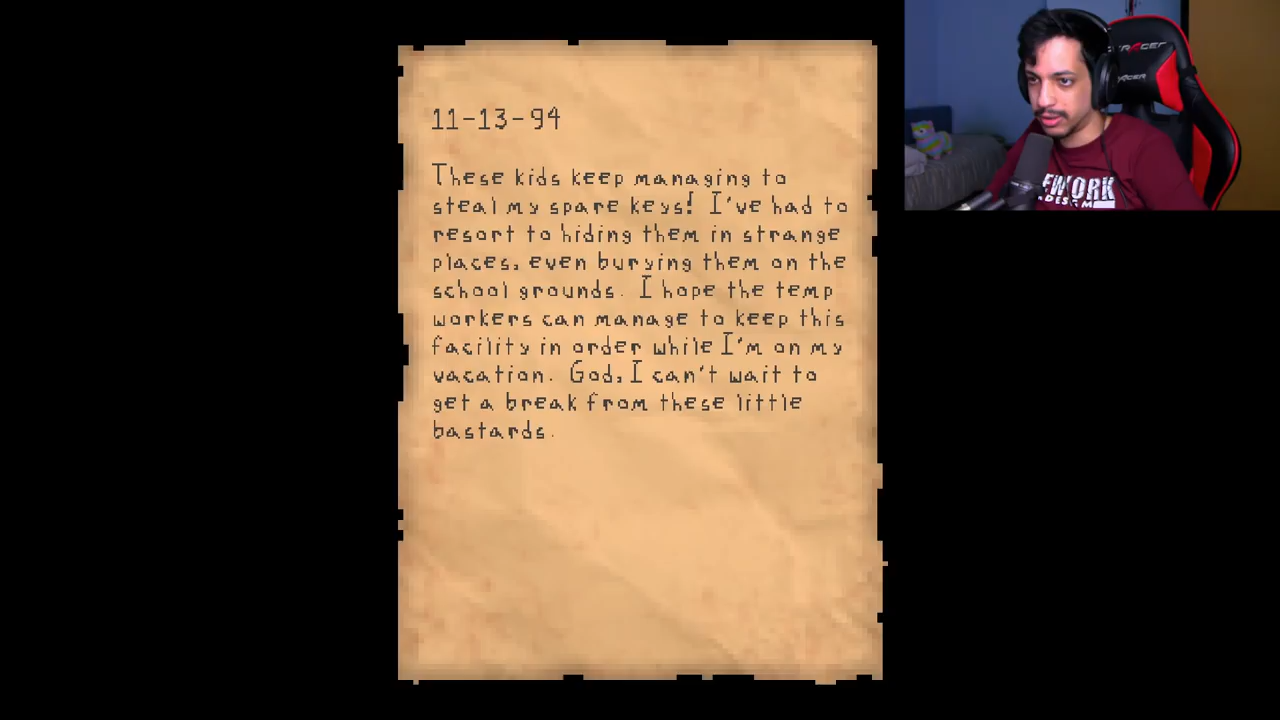 11-13-94
These kids keep managing to
steal my spare keys! I've had to
resort to hiding them in strange
places, even burying them on the
school grounds. I hope the temp
workers can manage to keep this
facility in order while I'm on my
vacation. God, I can't wait to
get a break from these little
bastards.
EWORK